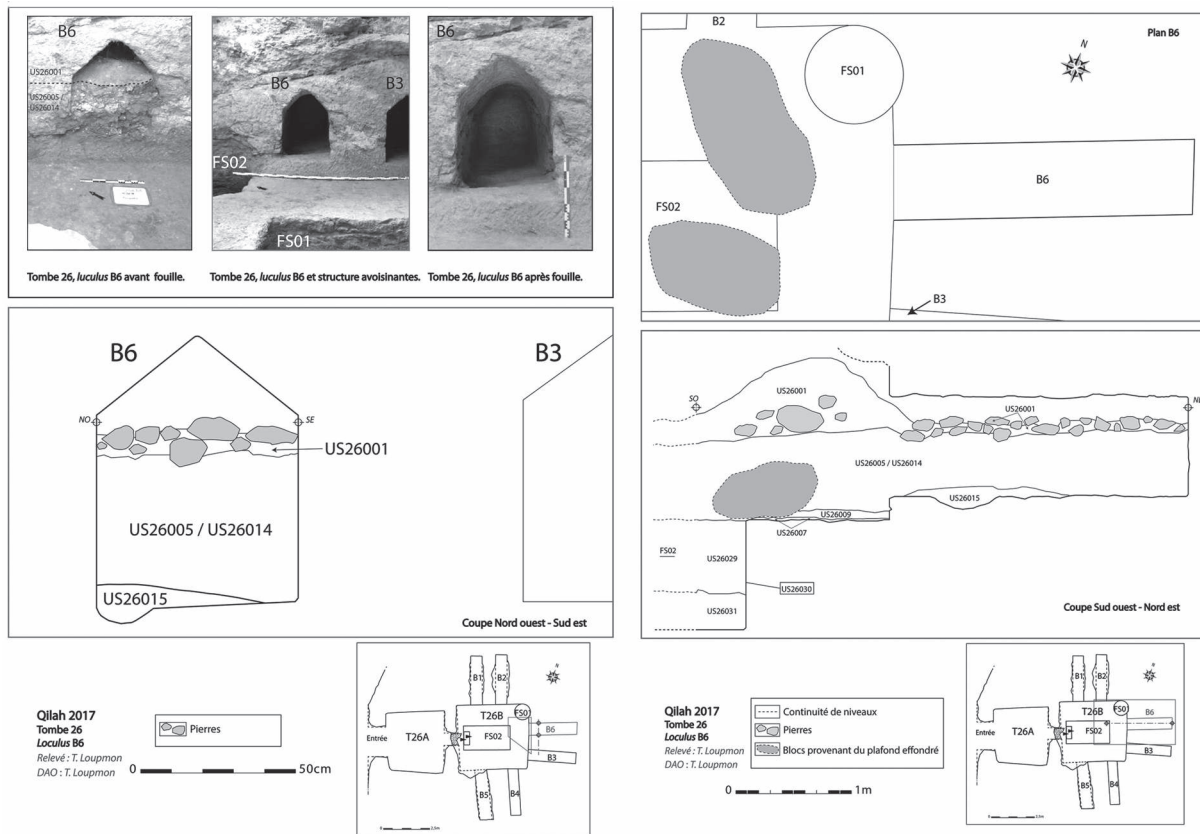 B6
US26001
US26005 /
US26014
B6
B3
FS02
FS01
B6
Tombe 26, luculus B6 avant fouille.
Tombe 26, luculus B6 et structure avoisinantes.
Tombe 26, luculus B6 après fouille.
B6
B3
NO
SE
US26001
US26005 / US26014
US26015
Coupe Nord ouest - Sud est
Qilah 2017
Tombe 26
Loculus B6
Relevé : T. Loupmon
DAO : T. Loupmon
Pierres
0
50cm
Entrée
T26A
B1
B2
T26B
FS0
FS02
B6
B3
B5
B4
N
0
2,5m
B2
Plan B6
N
FS01
B6
FS02
B3
SO
US26001
US26001
NE
US26005 / US26014
US26015
US26009
US26007
FS02
US26029
US26030
US26031
Coupe Sud ouest - Nord est
Qilah 2017
Tombe 26
Loculus B6
Relevé : T. Loupmon
DAO : T. Loupmon
Continuité de niveaux
Pierres
Blocs provenant du plafond effondré
0
1m
Entrée
T26A
B1
B2
T26B
FS0
FS02
B6
B3
B5
B4
N
0
2,5m